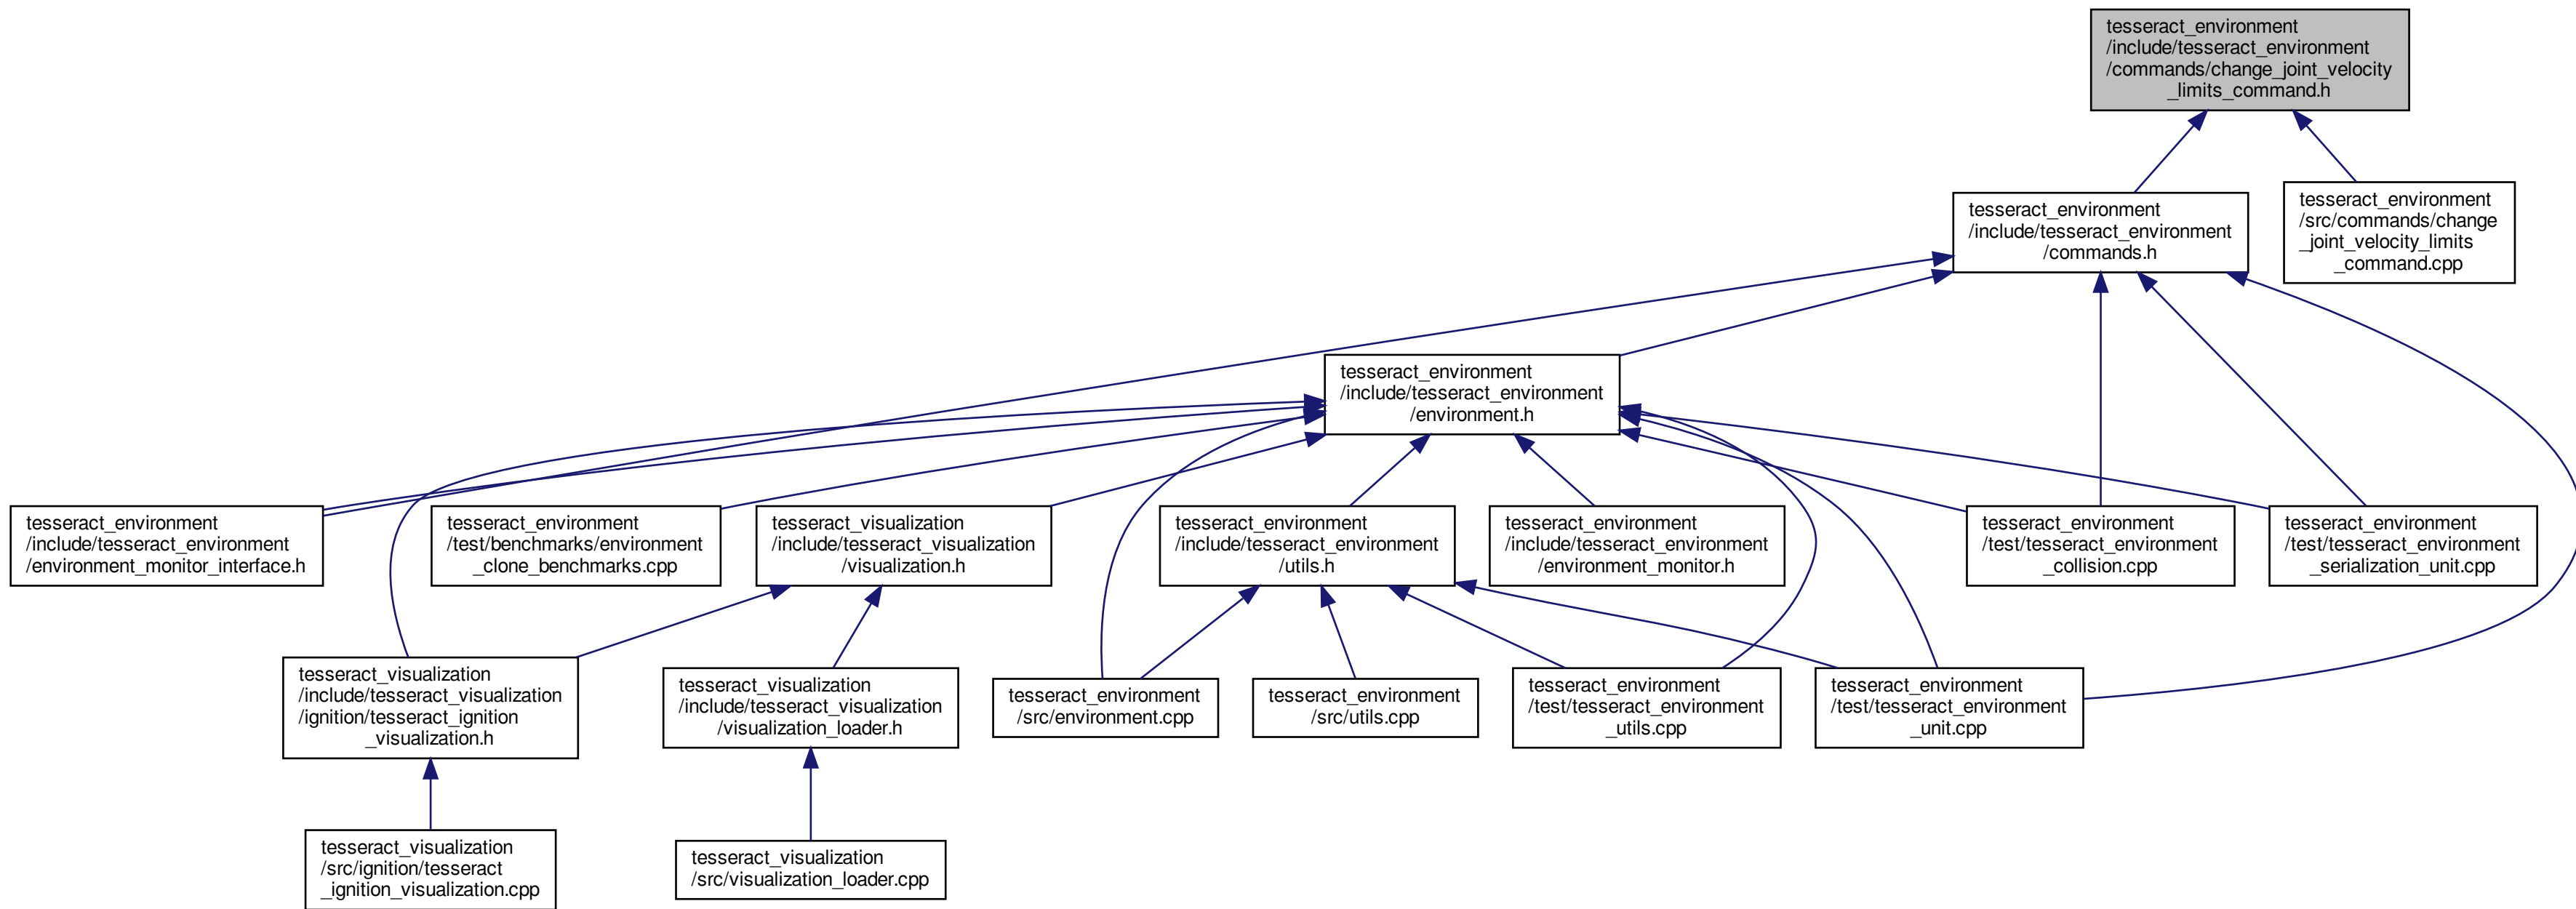 tesseract_environment
/include/tesseract_environment
/commands/change_joint_velocity
_limits_command.h
tesseract_environment
/include/tesseract_environment
/commands.h
tesseract_environment
/src/commands/change
_joint_velocity_limits
_command.cpp
tesseract_environment
/include/tesseract_environment
/environment.h
tesseract_environment
/include/tesseract_environment
/environment_monitor_interface.h
tesseract_environment
/test/benchmarks/environment
_clone_benchmarks.cpp
tesseract_visualization
/include/tesseract_visualization
/visualization.h
tesseract_environment
/include/tesseract_environment
/utils.h
tesseract_environment
/include/tesseract_environment
/environment_monitor.h
tesseract_environment
/test/tesseract_environment
_collision.cpp
tesseract_environment
/test/tesseract_environment
_serialization_unit.cpp
tesseract_visualization
/include/tesseract_visualization
/ignition/tesseract_ignition
_visualization.h
tesseract_visualization
/include/tesseract_visualization
/visualization_loader.h
tesseract_environment
/src/environment.cpp
tesseract_environment
/src/utils.cpp
tesseract_environment
/test/tesseract_environment
_utils.cpp
tesseract_environment
/test/tesseract_environment
_unit.cpp
tesseract_visualization
/src/ignition/tesseract
_ignition_visualization.cpp
tesseract_visualization
/src/visualization_loader.cpp